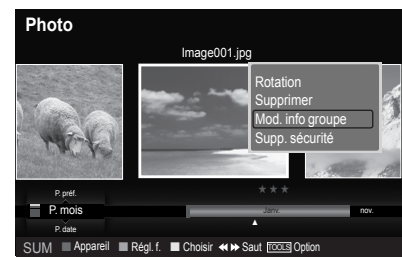 Photo
Image001.jpg
Rotation
Supprimer
Mod. info groupe
Supp. sécurité
P. préf.
P. mois
Janv.
nov.
P. date
SUM Appareil Régl. f. Choisir Saut TOOLS Option